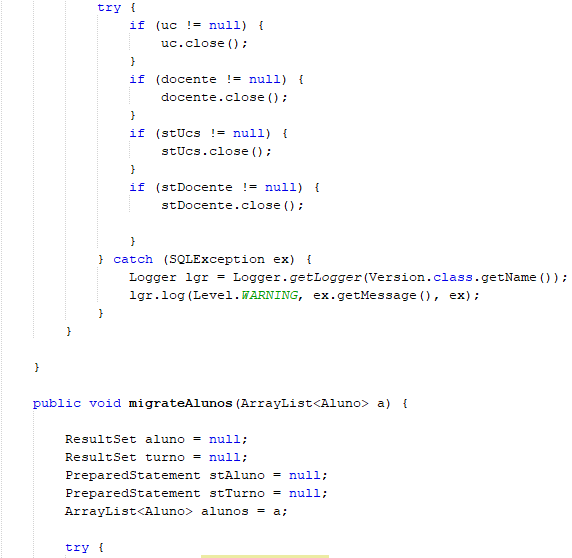 try {
if (uc != null) {
uc.close();
}
if (docente != null) {
docente.close();
}
if (stUcs != null) {
stUcs.close();
}
if (stDocente != null) {
stDocente.close();
}
} catch (SQLException ex) {
Logger lgr = Logger.getLogger(Version.class.getName());
lgr.log(Level.WARNING, ex.getMessage(), ex);
}
}
}
public void migrateAlunos(ArrayList<Aluno> a) {
ResultSet aluno = null;
ResultSet turno = null;
PreparedStatement stAluno = null;
PreparedStatement stTurno = null;
ArrayList<Aluno> alunos = a;
try {